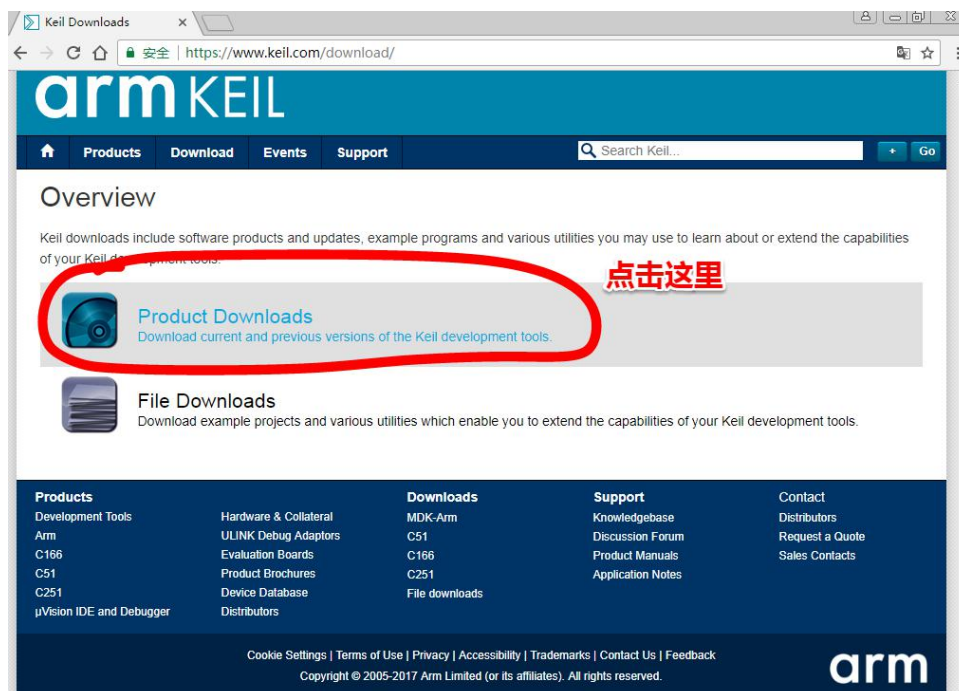 Keil Downloads
安全 | https://www.keil.com/download/
arm KEIL
Products Download Events Support Search Keil... + Go
Overview
Keil downloads include software products and updates, example programs and various utilities you may use to learn about or extend the capabilities
of your Keil development tools.
点击这里
Product Downloads
Download current and previous versions of the Keil development tools.
File Downloads
Download example projects and various utilities which enable you to extend the capabilities of your Keil development tools.
Products
Development Tools
Arm
C166
C51
C251
µVision IDE and Debugger
Hardware & Collateral
ULINK Debug Adaptors
Evaluation Boards
Product Brochures
Device Database
Distributors
Downloads
MDK-Arm
C51
C166
C251
File downloads
Support
Knowledgebase
Discussion Forum
Product Manuals
Application Notes
Contact
Distributors
Request a Quote
Sales Contacts
Cookie Settings | Terms of Use | Privacy | Accessibility | Trademarks | Contact Us | Feedback
Copyright © 2005-2017 Arm Limited (or its affiliates). All rights reserved.
arm